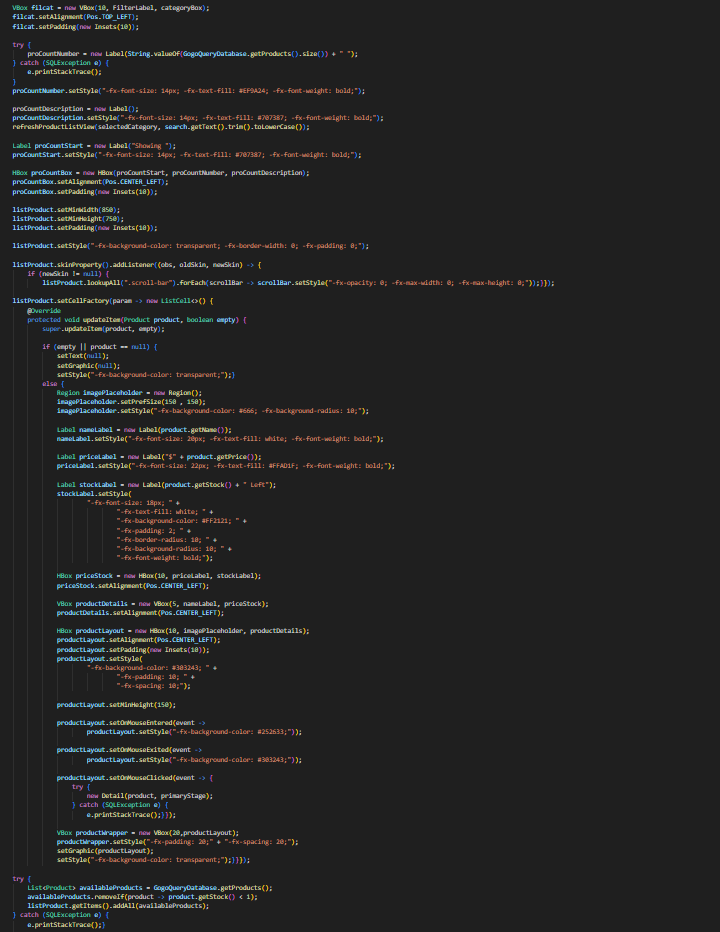 VBox filcat = new VBox(10, FilterLabel, categoryBox);
filcat.setAlignment(Pos.TOP_LEFT);
filcat.setPadding(new Insets(10));
try {
proCountNumber = new Label(String.valueOf(GogoQueryDatabase.getProducts().size()) + " ");
} catch (SQLException e) {
e.printStackTrace();
}
proCountNumber.setStyle("-fx-font-size: 14px; -fx-text-fill: #EF9A24; -fx-font-weight: bold;");
proCountDescription = new Label();
proCountDescription.setStyle("-fx-font-size: 14px; -fx-text-fill: #707387; -fx-font-weight: bold;");
refreshProductListView(selectedCategory, search.getText().trim().toLowerCase());
Label proCountStart = new Label("Showing ");
proCountStart.setStyle("-fx-font-size: 14px; -fx-text-fill: #707387; -fx-font-weight: bold;");
HBox proCountBox = new HBox(proCountStart, proCountNumber, proCountDescription);
proCountBox.setAlignment(Pos.CENTER_LEFT);
proCountBox.setPadding(new Insets(10));
listProduct.setMinWidth(850);
listProduct.setMinHeight(750);
listProduct.setPadding(new Insets(10));
listProduct.setStyle("-fx-background-color: transparent; -fx-border-width: 0; -fx-padding: 0;");
listProduct.skinProperty().addListener((obs, oldSkin, newSkin) -> {
if (newSkin != null) {
listProduct.lookupAll(".scroll-bar").forEach(scrollBar -> scrollBar.setStyle("-fx-opacity: 0; -fx-max-width: 0; -fx-max-height: 0;"));}});
listProduct.setCellFactory(param -> new ListCell<>() {
@Override
protected void updateItem(Product product, boolean empty) {
super.updateItem(product, empty);
if (empty || product == null) {
setText(null);
setGraphic(null);
setStyle("-fx-background-color: transparent;");}
else {
Region imagePlaceholder = new Region();
imagePlaceholder.setPrefSize(150 , 150);
imagePlaceholder.setStyle("-fx-background-color: #666; -fx-background-radius: 10;");
Label nameLabel = new Label(product.getName());
nameLabel.setStyle("-fx-font-size: 20px; -fx-text-fill: white; -fx-font-weight: bold;");
Label priceLabel = new Label("$" + product.getPrice());
priceLabel.setStyle("-fx-font-size: 22px; -fx-text-fill: #FFAD1F; -fx-font-weight: bold;");
Label stockLabel = new Label(product.getStock() + " Left");
stockLabel.setStyle(
"-fx-font-size: 18px; " +
"-fx-text-fill: white; " +
"-fx-background-color: #FF2121; " +
"-fx-padding: 2; " +
"-fx-border-radius: 10; " +
"-fx-background-radius: 10; " +
"-fx-font-weight: bold;");
HBox priceStock = new HBox(10, priceLabel, stockLabel);
priceStock.setAlignment(Pos.CENTER_LEFT);
VBox productDetails = new VBox(5, nameLabel, priceStock);
productDetails.setAlignment(Pos.CENTER_LEFT);
HBox productLayout = new HBox(10, imagePlaceholder, productDetails);
productLayout.setAlignment(Pos.CENTER_LEFT);
productLayout.setPadding(new Insets(10));
productLayout.setStyle(
"-fx-background-color: #303243; " +
"-fx-padding: 10; " +
"-fx-spacing: 10;");
productLayout.setMinHeight(150);
productLayout.setOnMouseEntered(event ->
productLayout.setStyle("-fx-background-color: #252633;"));
productLayout.setOnMouseExited(event ->
productLayout.setStyle("-fx-background-color: #303243;"));
productLayout.setOnMouseClicked(event -> {
try {
new Detail(product, primaryStage);
} catch (SQLException e) {
e.printStackTrace();}});
VBox productWrapper = new VBox(20,productLayout);
productWrapper.setStyle("-fx-padding: 20;" + "-fx-spacing: 20;");
setGraphic(productLayout);
setStyle("-fx-background-color: transparent;");}}});
try {
List<Product> availableProducts = GogoQueryDatabase.getProducts();
availableProducts.removeIf(product -> product.getStock() < 1);
listProduct.getItems().addAll(availableProducts);
} catch (SQLException e) {
e.printStackTrace();}